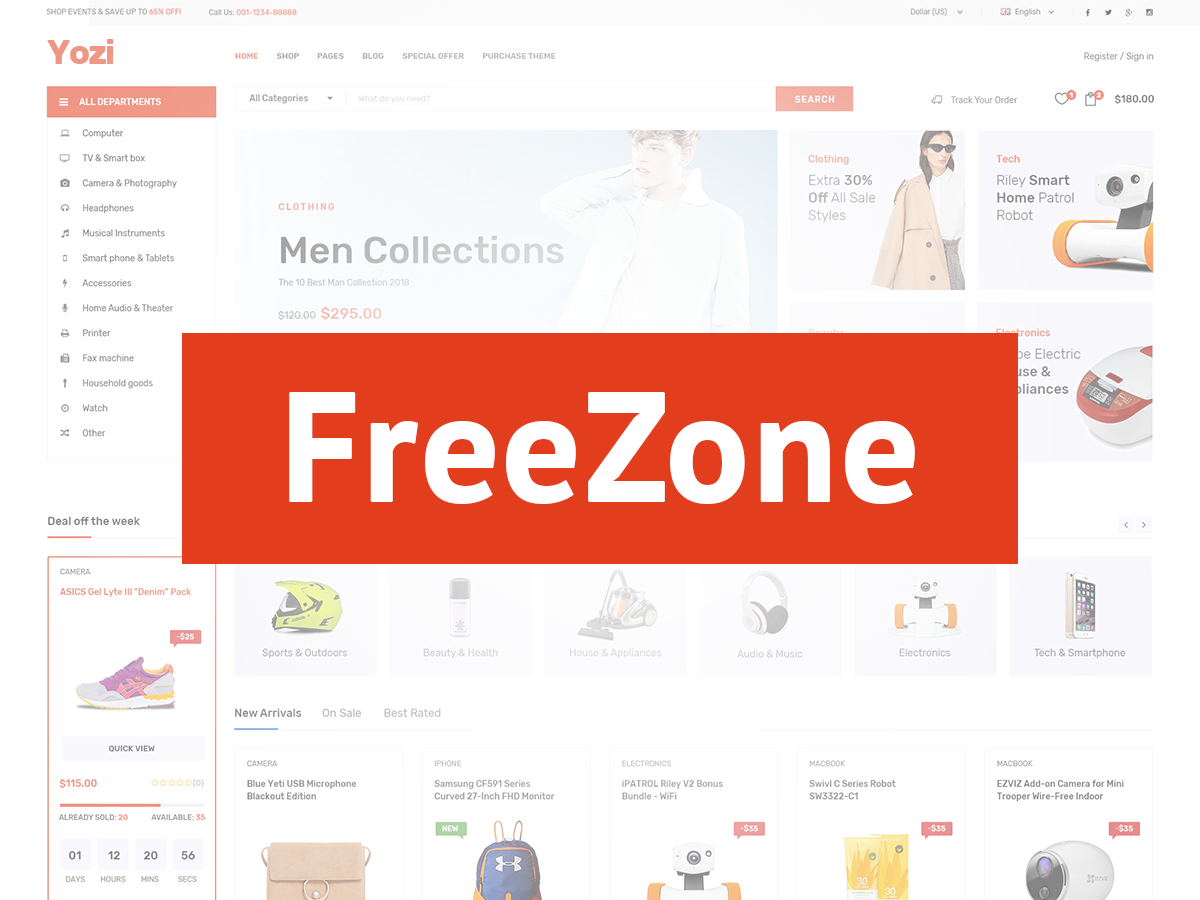 SHOP EVENTS & SAVE UP TO 65% OFF!
Call Us: 001-1234-88888
Dollar (US)
English
Yozi
HOME SHOP PAGES BLOG SPECIAL OFFER PURCHASE THEME
Register / Sign in
ALL DEPARTMENTS
All Categories
What do you need?
SEARCH
Track Your Order
1
2
$180.00
Computer
TV & Smart box
Camera & Photography
Headphones
Musical Instruments
Smart phone & Tablets
Accessories
Home Audio & Theater
Printer
Fax machine
Household goods
Watch
Other
CLOTHING
Men Collections
The 10 Best Man Collection 2018
$120.00 $295.00
Clothing
Extra 30%
Off All Sale
Styles
Tech
Riley Smart
Home Patrol
Robot
Beauty
Electronics
pe Electric
use &
pliances
FreeZone
Deal off the week
CAMERA
ASICS Gel Lyte III "Denim" Pack
-$25
QUICK VIEW
$115.00
(0)
ALREADY SOLD: 20
AVAILABLE: 35
01 12 20 56
DAYS HOURS MINS SECS
Sports & Outdoors
Beauty & Health
House & Appliances
Audio & Music
Electronics
Tech & Smartphone
New Arrivals On Sale Best Rated
CAMERA
Blue Yeti USB Microphone
Blackout Edition
IPHONE
Samsung CF591 Series
Curved 27-Inch FHD Monitor
NEW
ELECTRONICS
iPATROL Riley V2 Bonus
Bundle - WiFi
-$35
MACBOOK
Swivl C Series Robot
SW3322-C1
-$35
30
30
MACBOOK
EZVIZ Add-on Camera for Mini
Trooper Wire-Free Indoor
-$35